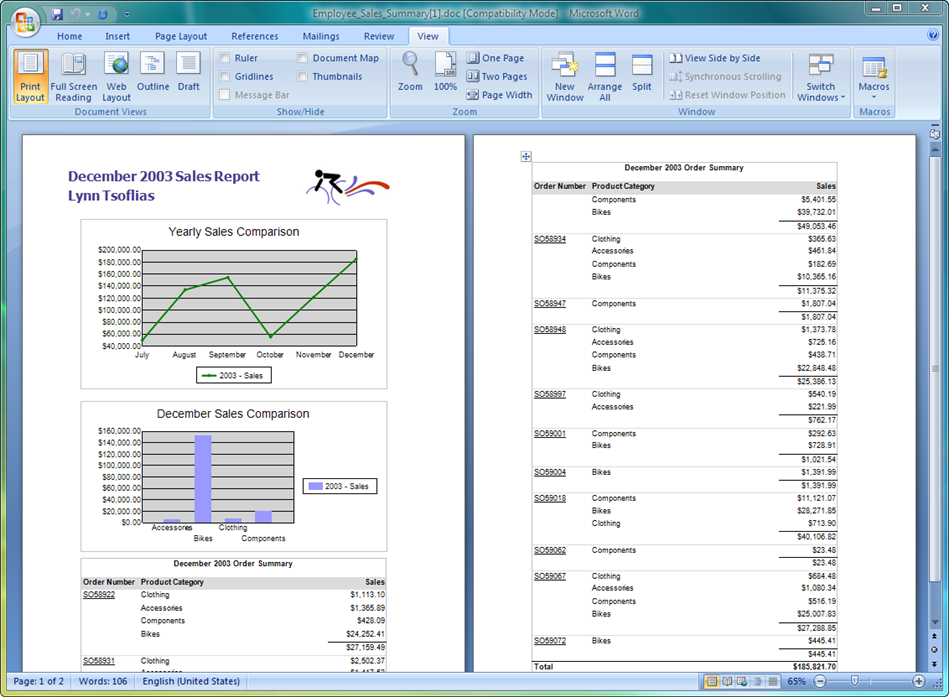 Employee_Sales_Summary[1].doc [Compatibility Mode] - Microsoft Word
Home Insert Page Layout References Mailings Review View
Print Layout
Full Screen Reading
Web Layout
Outline
Draft
Document Views
Ruler
Gridlines
Message Bar
Document Map
Thumbnails
Show/Hide
Zoom
100%
One Page
Two Pages
Page Width
Zoom
New Window
Arrange All
Split
View Side by Side
Synchronous Scrolling
Reset Window Position
Switch Windows
Window
Macros
Macros
December 2003 Sales Report
Lynn Tsoflias
Yearly Sales Comparison
$200,000.00
$180,000.00
$160,000.00
$140,000.00
$120,000.00
$100,000.00
$80,000.00
$60,000.00
$40,000.00
July August September October November December
2003 - Sales
December Sales Comparison
$160,000.00
$140,000.00
$120,000.00
$100,000.00
$80,000.00
$60,000.00
$40,000.00
$20,000.00
$0.00
Accessories Clothing
Bikes Components
2003 - Sales
December 2003 Order Summary
Order Number Product Category Sales
SO58922 Clothing $1,113.10
Accessories $1,365.89
Components $428.09
Bikes $24,252.41
$27,159.49
SO58931 Clothing $2,502.37
December 2003 Order Summary
Order Number Product Category Sales
Components $5,401.55
Bikes $39,732.01
$49,053.46
SO58934 Clothing $365.63
Accessories $461.84
Components $182.69
Bikes $10,365.16
$11,375.32
SO58947 Components $1,807.04
$1,807.04
SO58948 Clothing $1,373.78
Accessories $725.16
Components $438.71
Bikes $22,848.48
$25,386.13
SO58997 Clothing $540.19
Accessories $221.99
$762.17
SO59001 Components $292.63
Bikes $728.91
$1,021.54
SO59004 Bikes $1,391.99
$1,391.99
SO59018 Components $11,121.07
Bikes $28,271.85
Clothing $713.90
$40,106.82
SO59062 Components $23.48
$23.48
SO59067 Clothing $684.48
Accessories $1,080.34
Components $516.19
Bikes $25,007.83
$27,288.85
SO59072 Bikes $445.41
$445.41
Total $185,821.70
Page: 1 of 2 Words: 106 English (United States) 65%